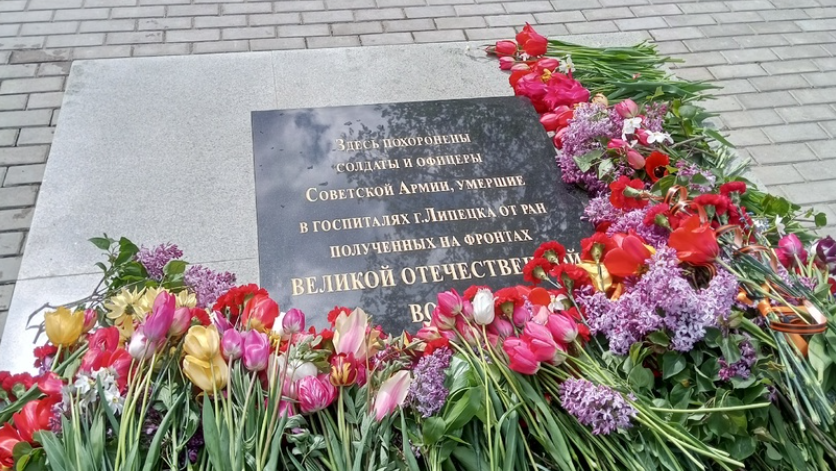 Здесь похоронены
солдаты и офицеры
Советской Армии, умершие
в госпиталях г.Липецка от ран
полученных на фронтах
ВЕЛИКОЙ ОТЕЧЕСТВЕН
ВО